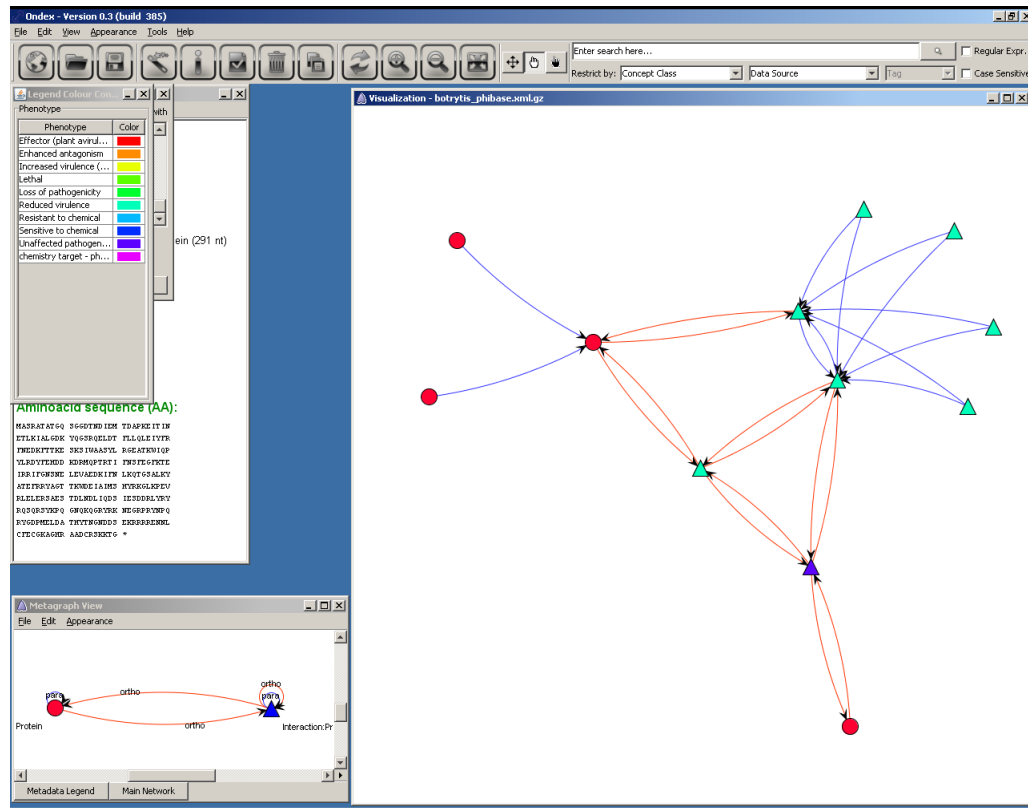 Ondex - Version 0.3 (build 385)
File Edit View Appearance Tools Help
Enter search here...
Regular Expr.
Restrict by: Concept Class Data Source Tag Case Sensitive
Legend Colour Con...
Phenotype
Phenotype Color
Effector (plant avirul...
Enhanced antagonism
Increased virulence (...
Lethal
Loss of pathogenicity
Reduced virulence
Resistant to chemical
Sensitive to chemical
Unaffected pathogen...
chemistry target - ph...
with
ein (291 nt)
Aminoacid sequence (AA):
MASRATATGQ SGGDTNDIEM TDAPKEITIN
ETLKIALGDK YQGSRQELDT FLLQLEIYFR
FNEDKFTTKE SKSIWAASYL RGEATKWIQP
YLRDYFEHDD KDRMQPTRTI FNSFEGFKTE
IRRIFGNSNE LEVAEDKIFN LKQTGSALKY
ATEFRRYAGT TKWDEIAIMS HYRKGLKPEV
RLELERSAES TDLNDLIQDS IESDDRLYRY
RQSQRSYKPQ GNQKQGRYRK NEGRPRYNPQ
RYGDPMELDA THYTNGNDDS EKRRRRENNL
CFECGKAGHR AADCRSKKTG *
Visualization - botrytis_phibase.xml.gz
Metagraph View
File Edit Appearance
ortho
para
ortho
para
Protein
ortho
Interaction:Pr
Metadata Legend Main Network